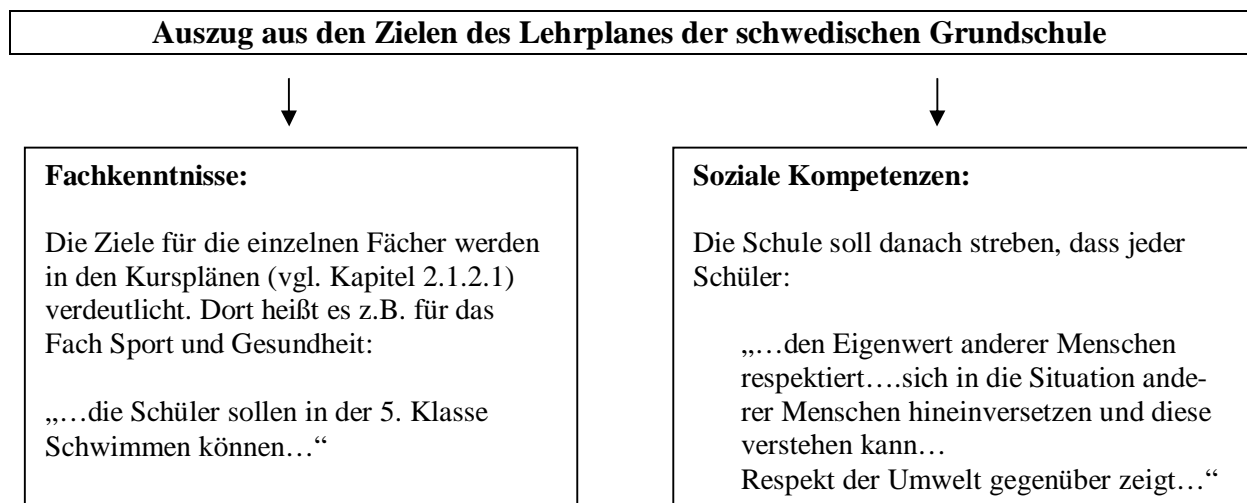 Auszug aus den Zielen des Lehrplanes der schwedischen Grundschule
Fachkenntnisse:
Die Ziele für die einzelnen Fächer werden
in den Kursplänen (vgl. Kapitel 2.1.2.1)
verdeutlicht. Dort heißt es z.B. für das
Fach Sport und Gesundheit:
„…die Schüler sollen in der 5. Klasse
Schwimmen können…“
Soziale Kompetenzen:
Die Schule soll danach streben, dass jeder
Schüler:
„…den Eigenwert anderer Menschen
respektiert….sich in die Situation ande-
rer Menschen hineinversetzen und diese
verstehen kann…
Respekt der Umwelt gegenüber zeigt…“